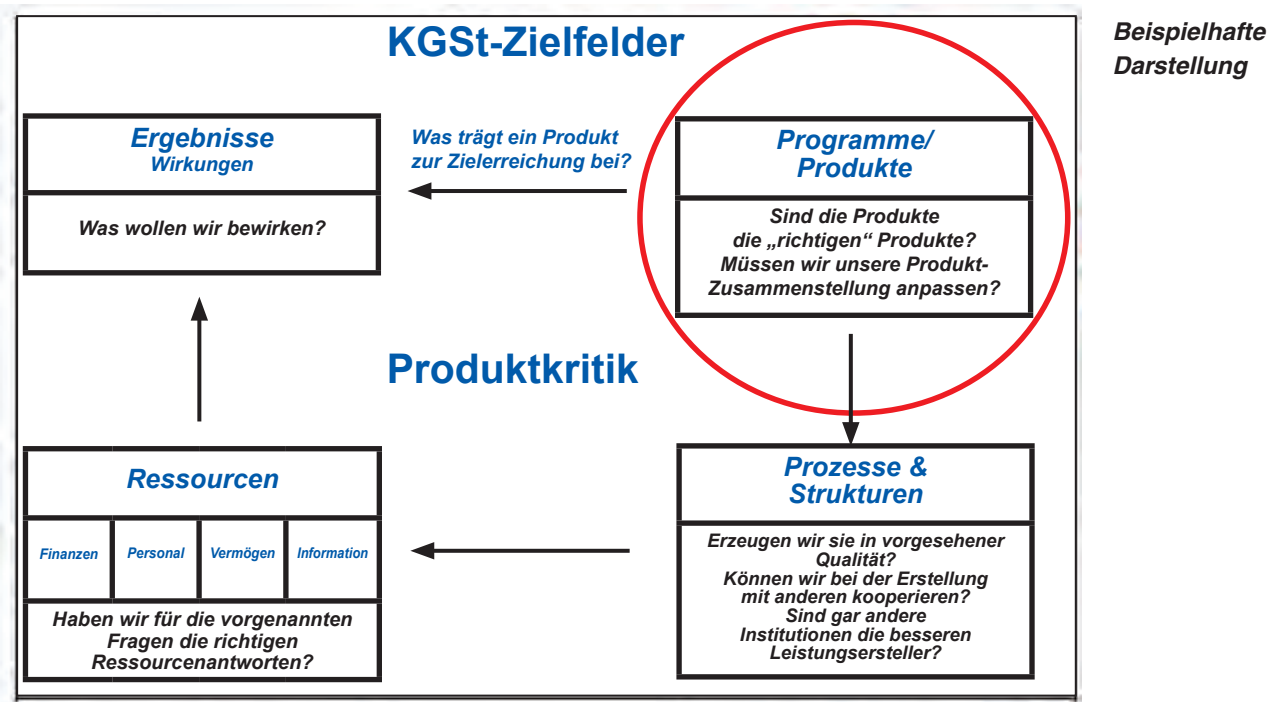 KGSt-Zielfelder
Beispielhafte
Darstellung
Ergebnisse
Wirkungen
Was wollen wir bewirken?
Was trägt ein Produkt
zur Zielerreichung bei?
Programme/
Produkte
Sind die Produkte
die „richtigen“ Produkte?
Müssen wir unsere Produkt-
Zusammenstellung anpassen?
Produktkritik
Ressourcen
Finanzen
Personal
Vermögen
Information
Haben wir für die vorgenannten
Fragen die richtigen
Ressourcenantworten?
Prozesse &
Strukturen
Erzeugen wir sie in vorgesehener
Qualität?
Können wir bei der Erstellung
mit anderen kooperieren?
Sind gar andere
Institutionen die besseren
Leistungsersteller?